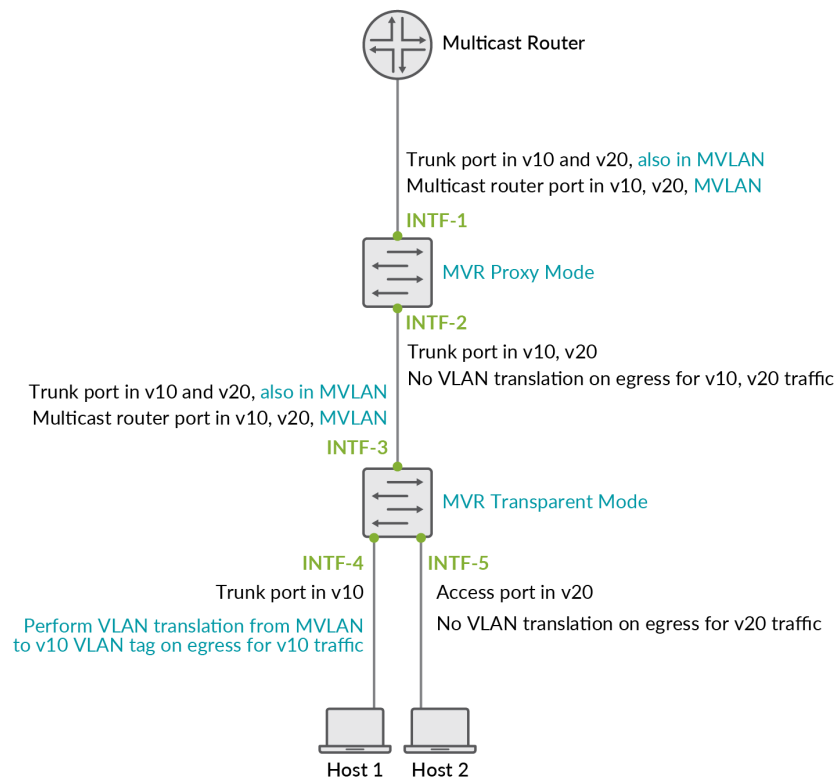 Multicast Router
Trunk port in v10 and v20, also in MVLAN
Multicast router port in v10, v20, MVLAN
INTF-1
MVR Proxy Mode
INTF-2
Trunk port in v10, v20
No VLAN translation on egress for v10, v20 traffic
Trunk port in v10 and v20, also in MVLAN
Multicast router port in v10, v20, MVLAN
INTF-3
MVR Transparent Mode
INTF-4
Trunk port in v10
Perform VLAN translation from MVLAN
to v10 VLAN tag on egress for v10 traffic
INTF-5
Access port in v20
No VLAN translation on egress for v20 traffic
Host 1
Host 2